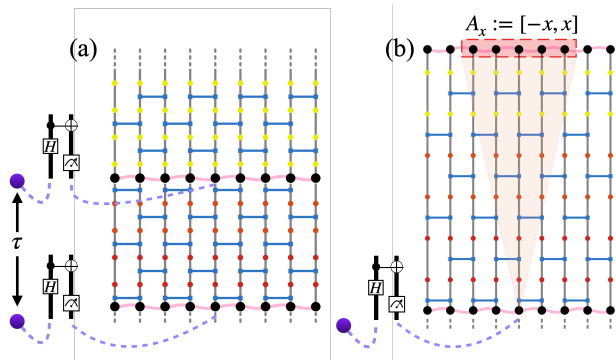 (a)
(b)
A_x := [-x, x]
H
τ
H
H